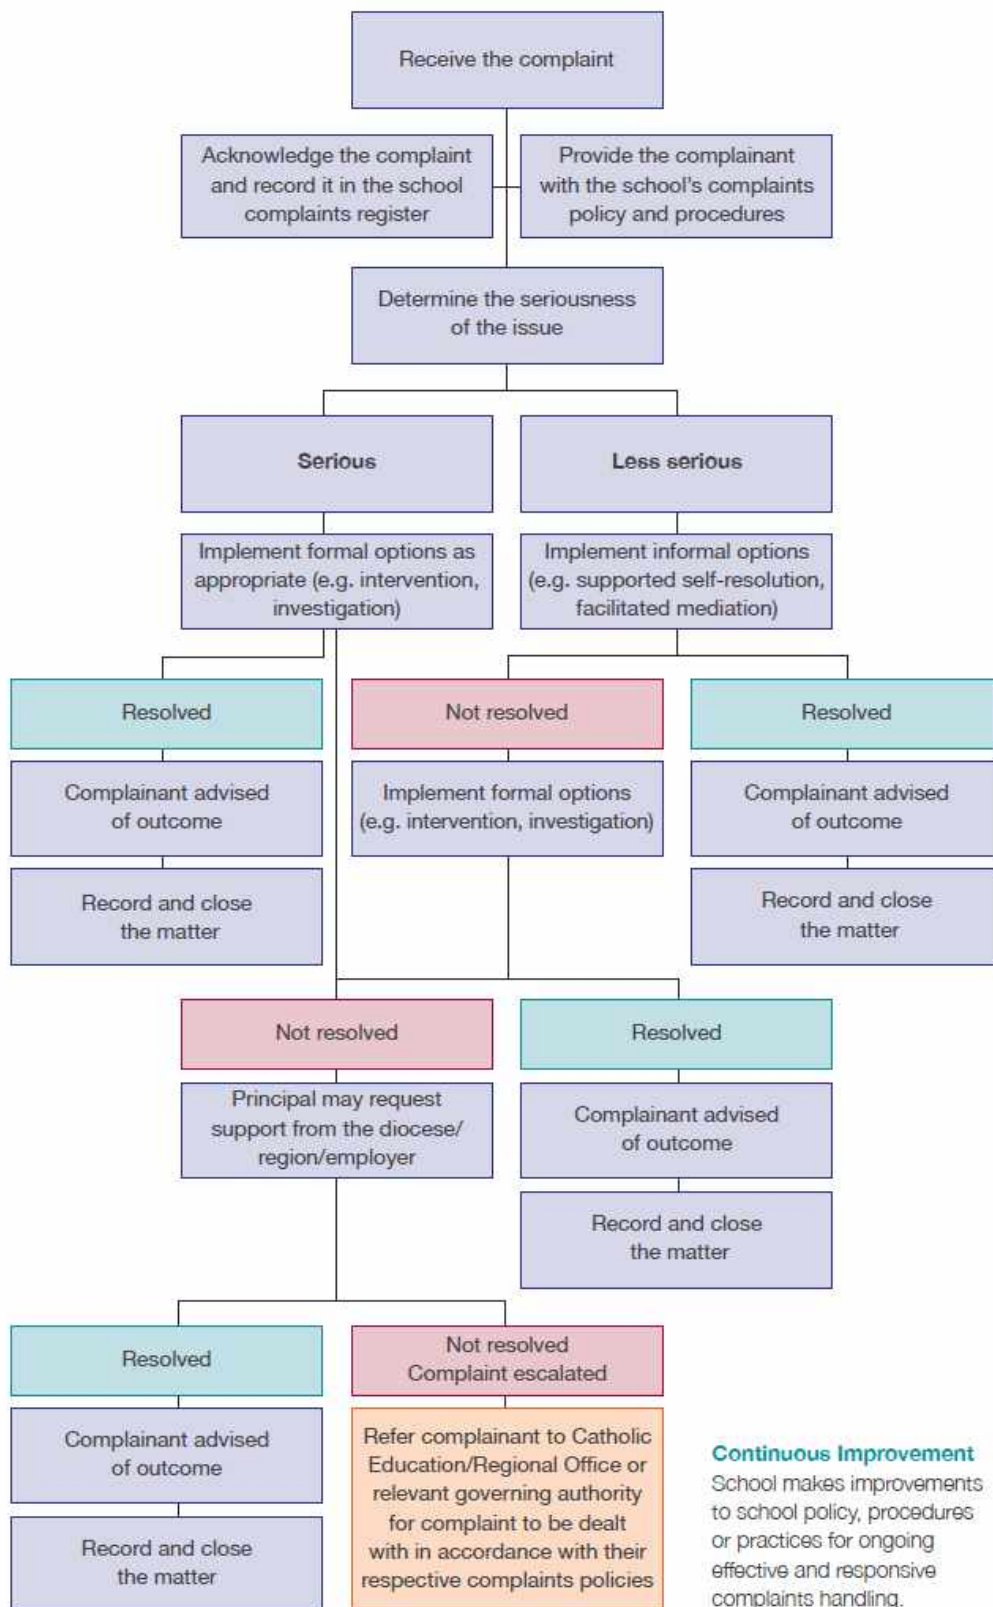 Receive the complaint
Acknowledge the complaint
and record it in the school
complaints register
Provide the complainant
with the school's complaints
policy and procedures
Determine the seriousness
of the issue
Serious
Less serious
Implement formal options as
appropriate (e.g. intervention,
investigation)
Implement informal options
(e.g. supported self-resolution,
facilitated mediation)
Resolved
Not resolved
Resolved
Complainant advised
of outcome
Implement formal options
(e.g. intervention, investigation)
Complainant advised
of outcome
Record and close
the matter
Record and close
the matter
Not resolved
Resolved
Principal may request
support from the diocese/
region/employer
Complainant advised
of outcome
Record and close
the matter
Resolved
Not resolved
Complaint escalated
Complainant advised
of outcome
Record and close
the matter
Refer complainant to Catholic
Education/Regional Office or
relevant governing authority
for complaint to be dealt
with in accordance with their
respective complaints policies
Continuous Improvement
School makes improvements
to school policy, procedures
or practices for ongoing
effective and responsive
complaints handling.